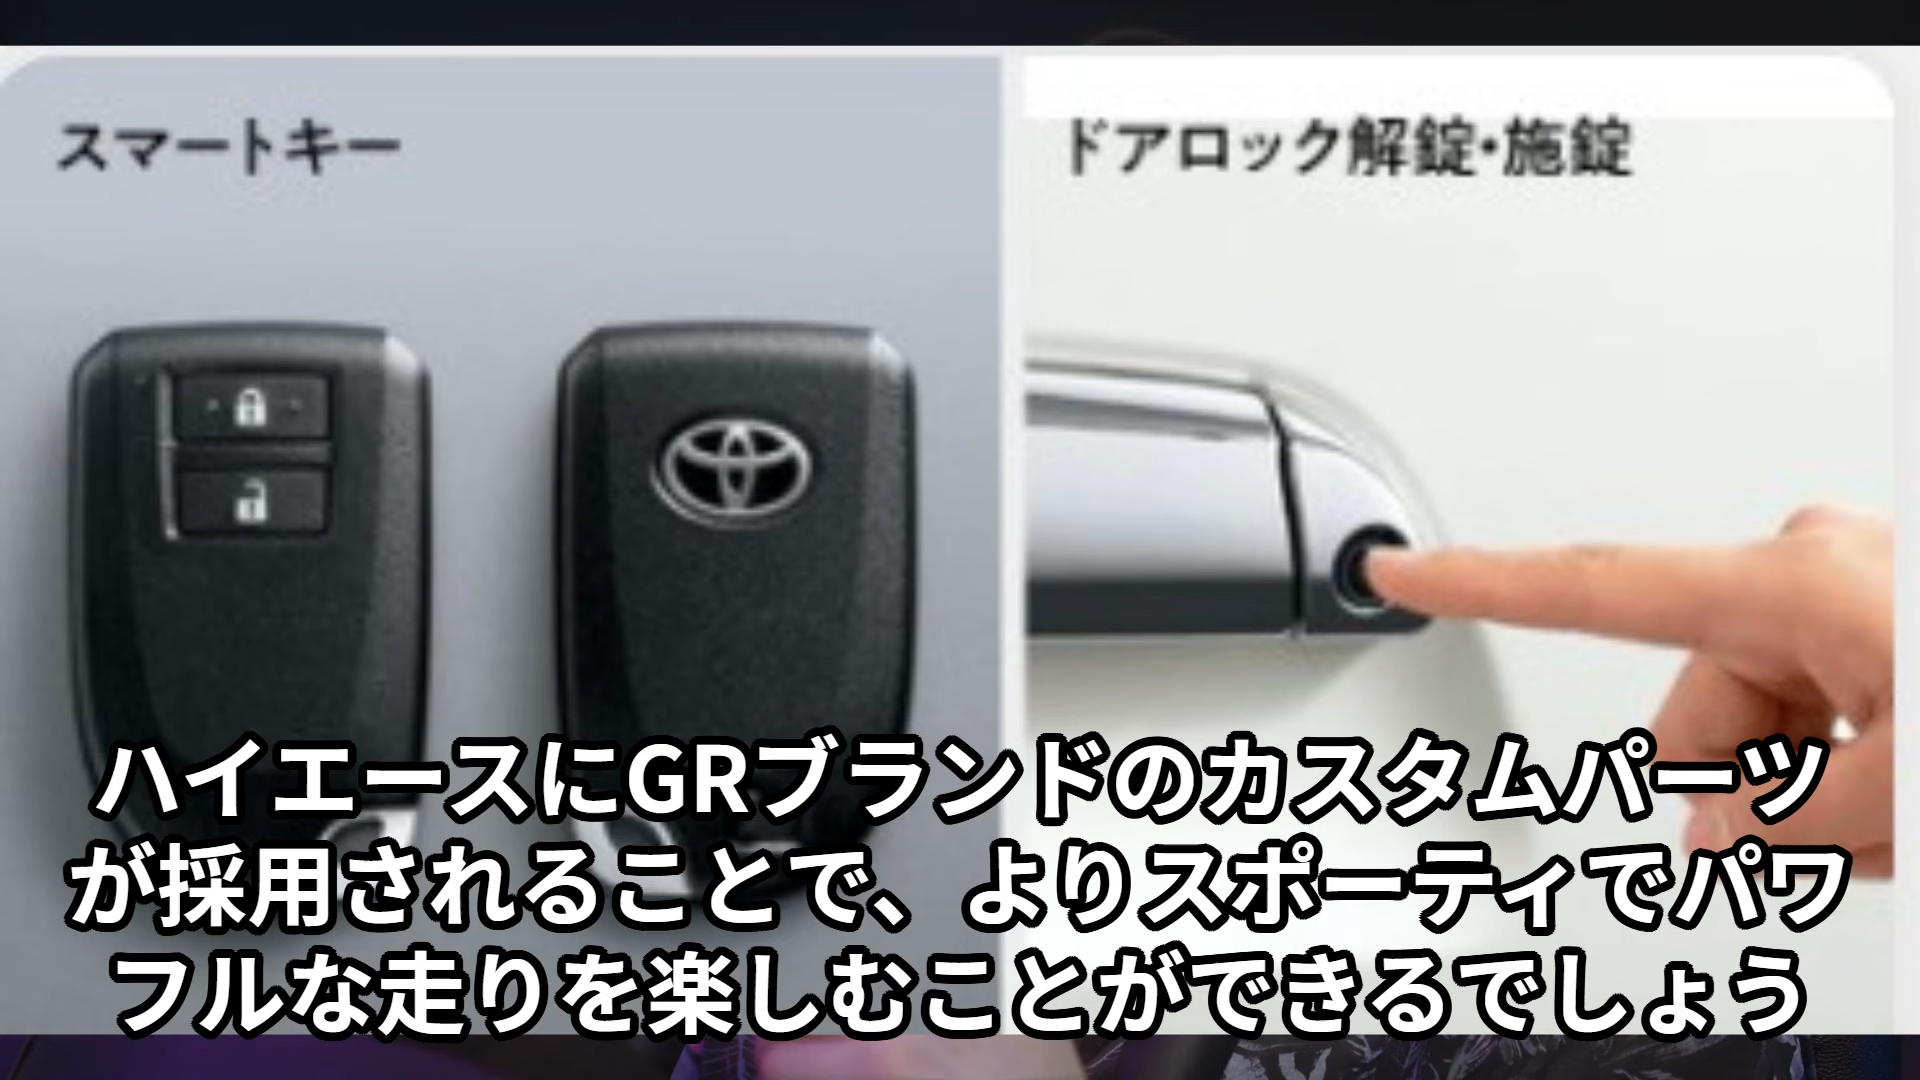 スマートキー
ドアロック解錠・施錠
ハイエースにGRブランドのカスタムパーツ
が採用されることで、よりスポーティでパワ
フルな走りを楽しむことができるでしょう